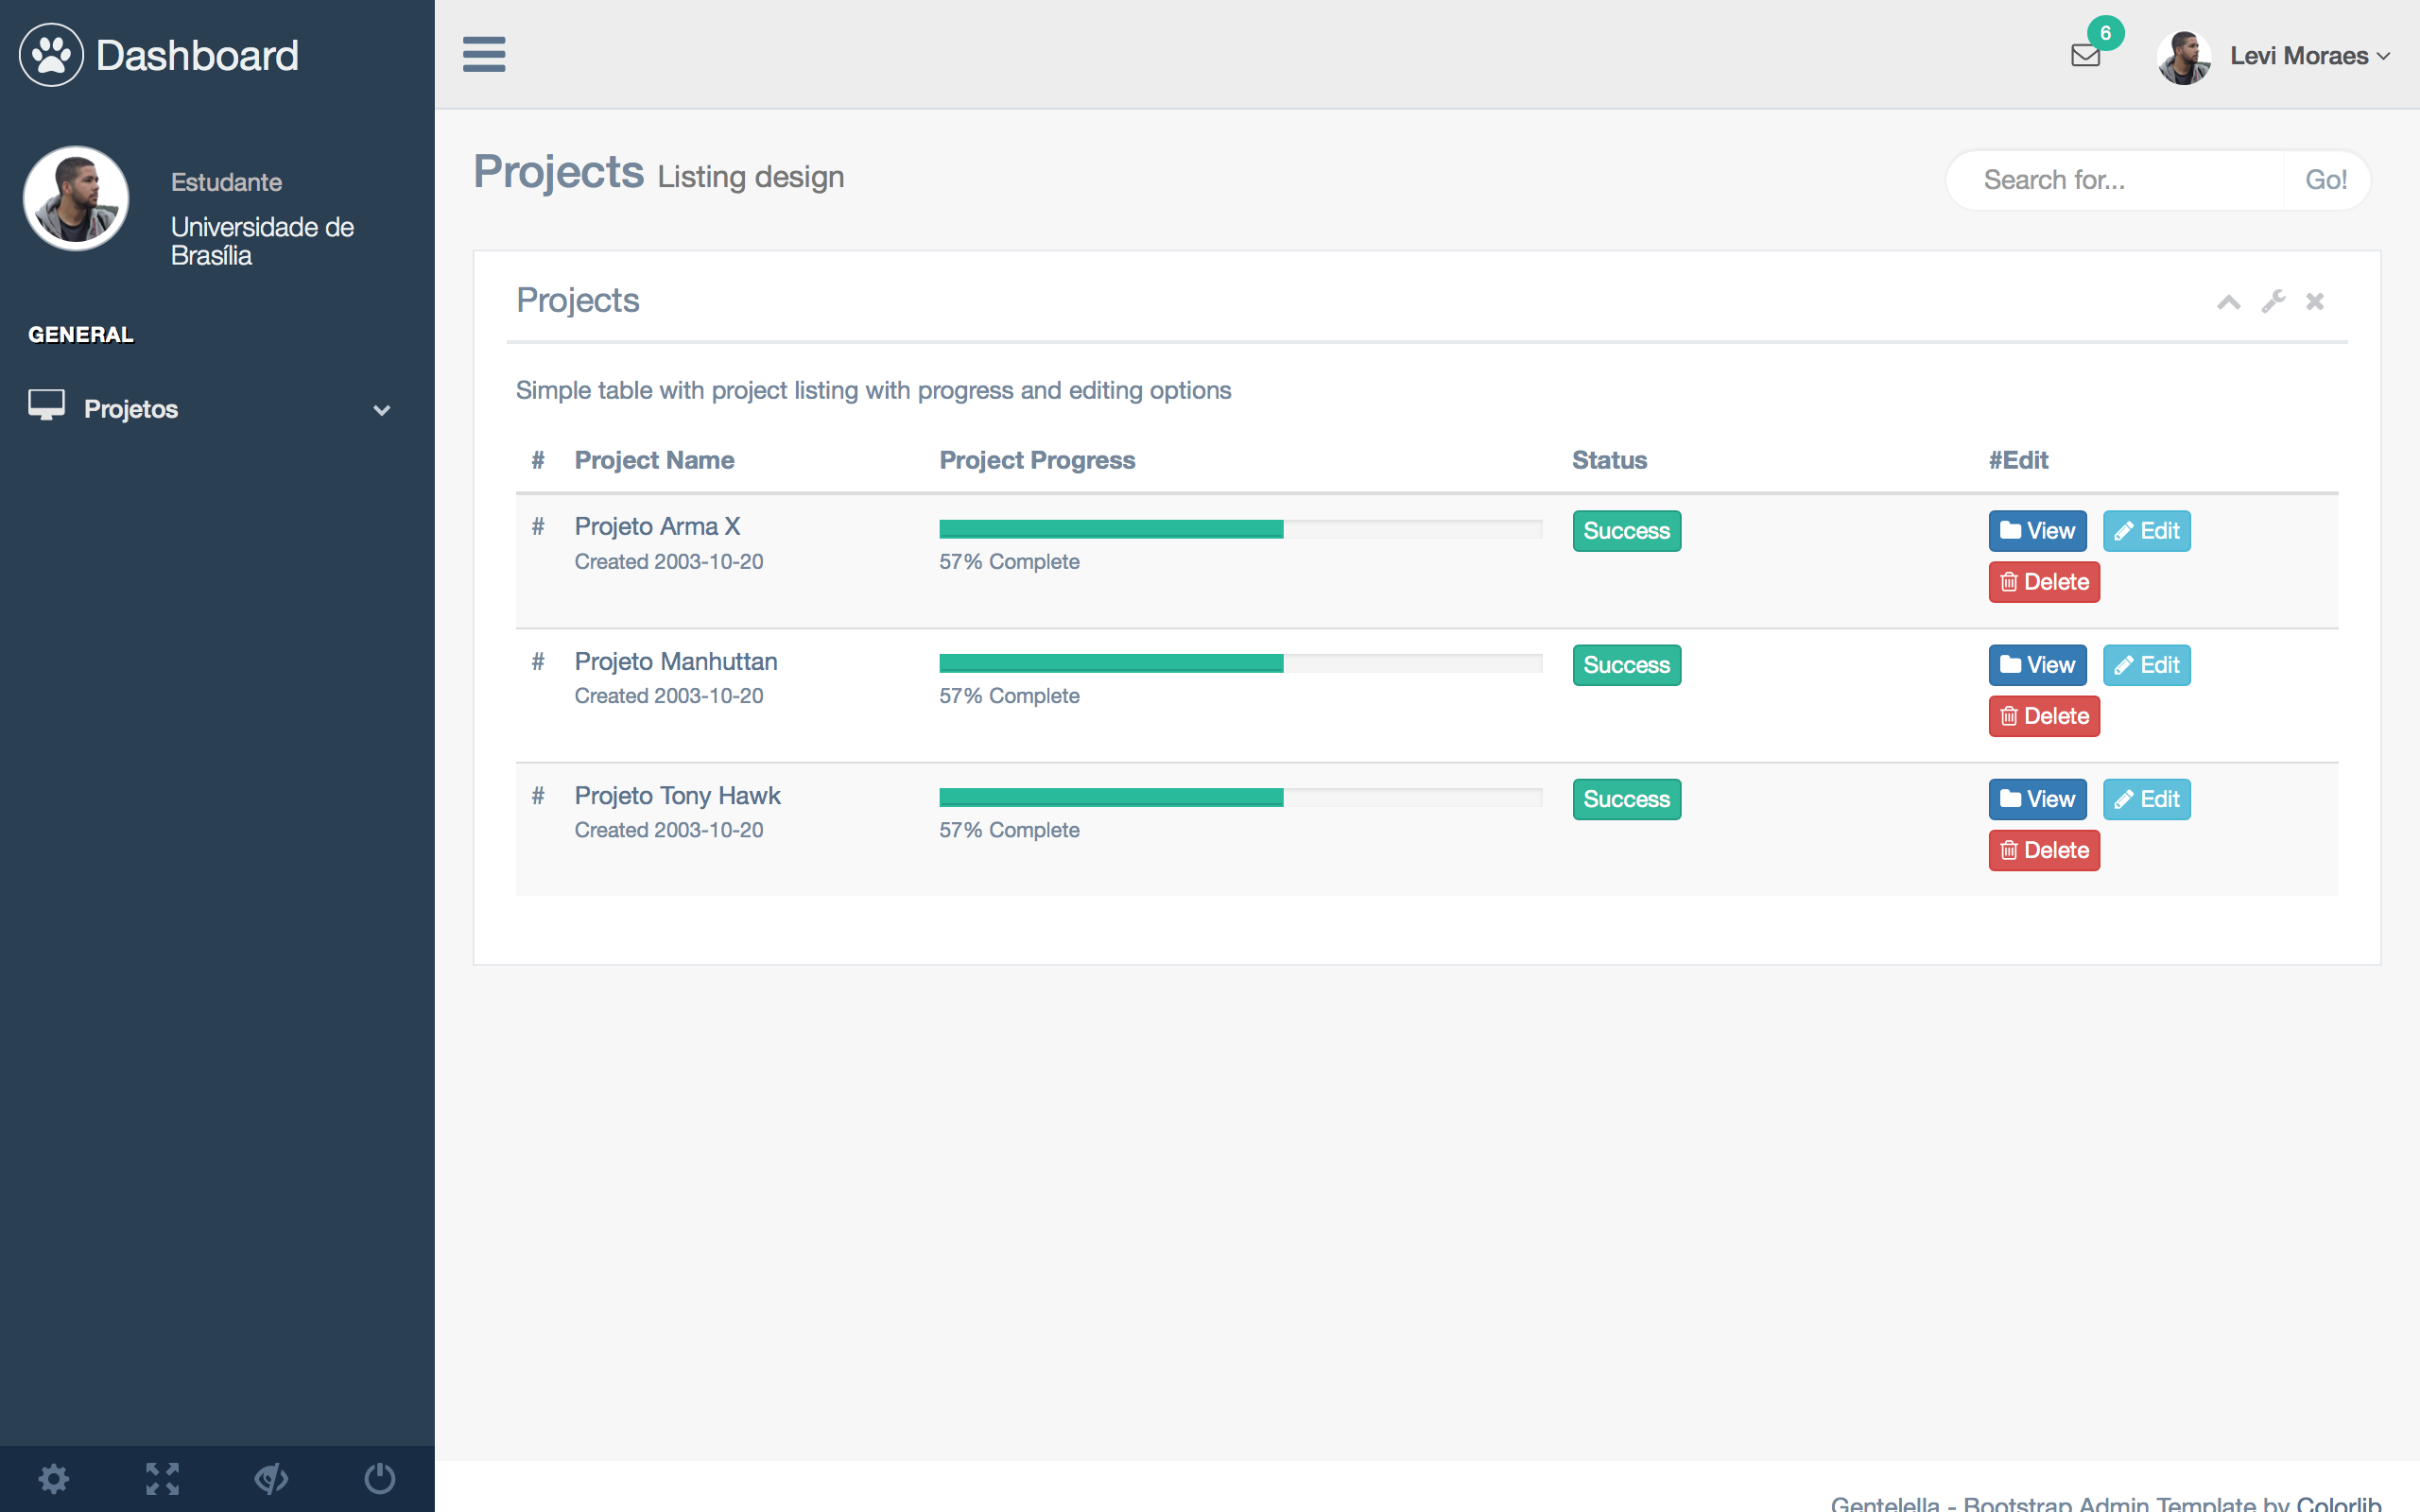 Dashboard
6
Levi Moraes
Estudante
Universidade de
Brasília
GENERAL
Projetos
Projects Listing design
Search for...
Go!
Projects
Simple table with project listing with progress and editing options
# Project Name Project Progress Status #Edit
# Projeto Arma X Success View Edit
Created 2003-10-20 57% Complete Delete
# Projeto Manhuttan Success View Edit
Created 2003-10-20 57% Complete Delete
# Projeto Tony Hawk Success View Edit
Created 2003-10-20 57% Complete Delete
Gentelella - Bootstrap Admin Template by Colorlib